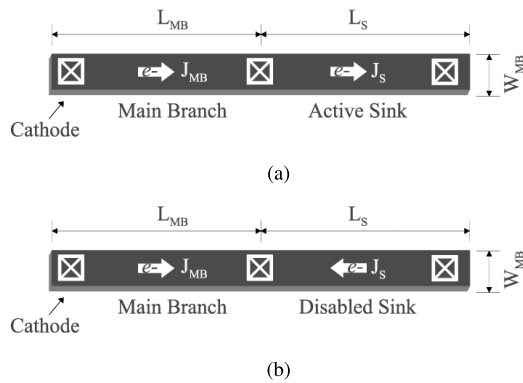 L_MB L_S
e- J_MB e- J_S
W_MB
Main Branch Active Sink
Cathode
(a)
L_MB L_S
e- J_MB e- J_S
W_MB
Main Branch Disabled Sink
Cathode
(b)